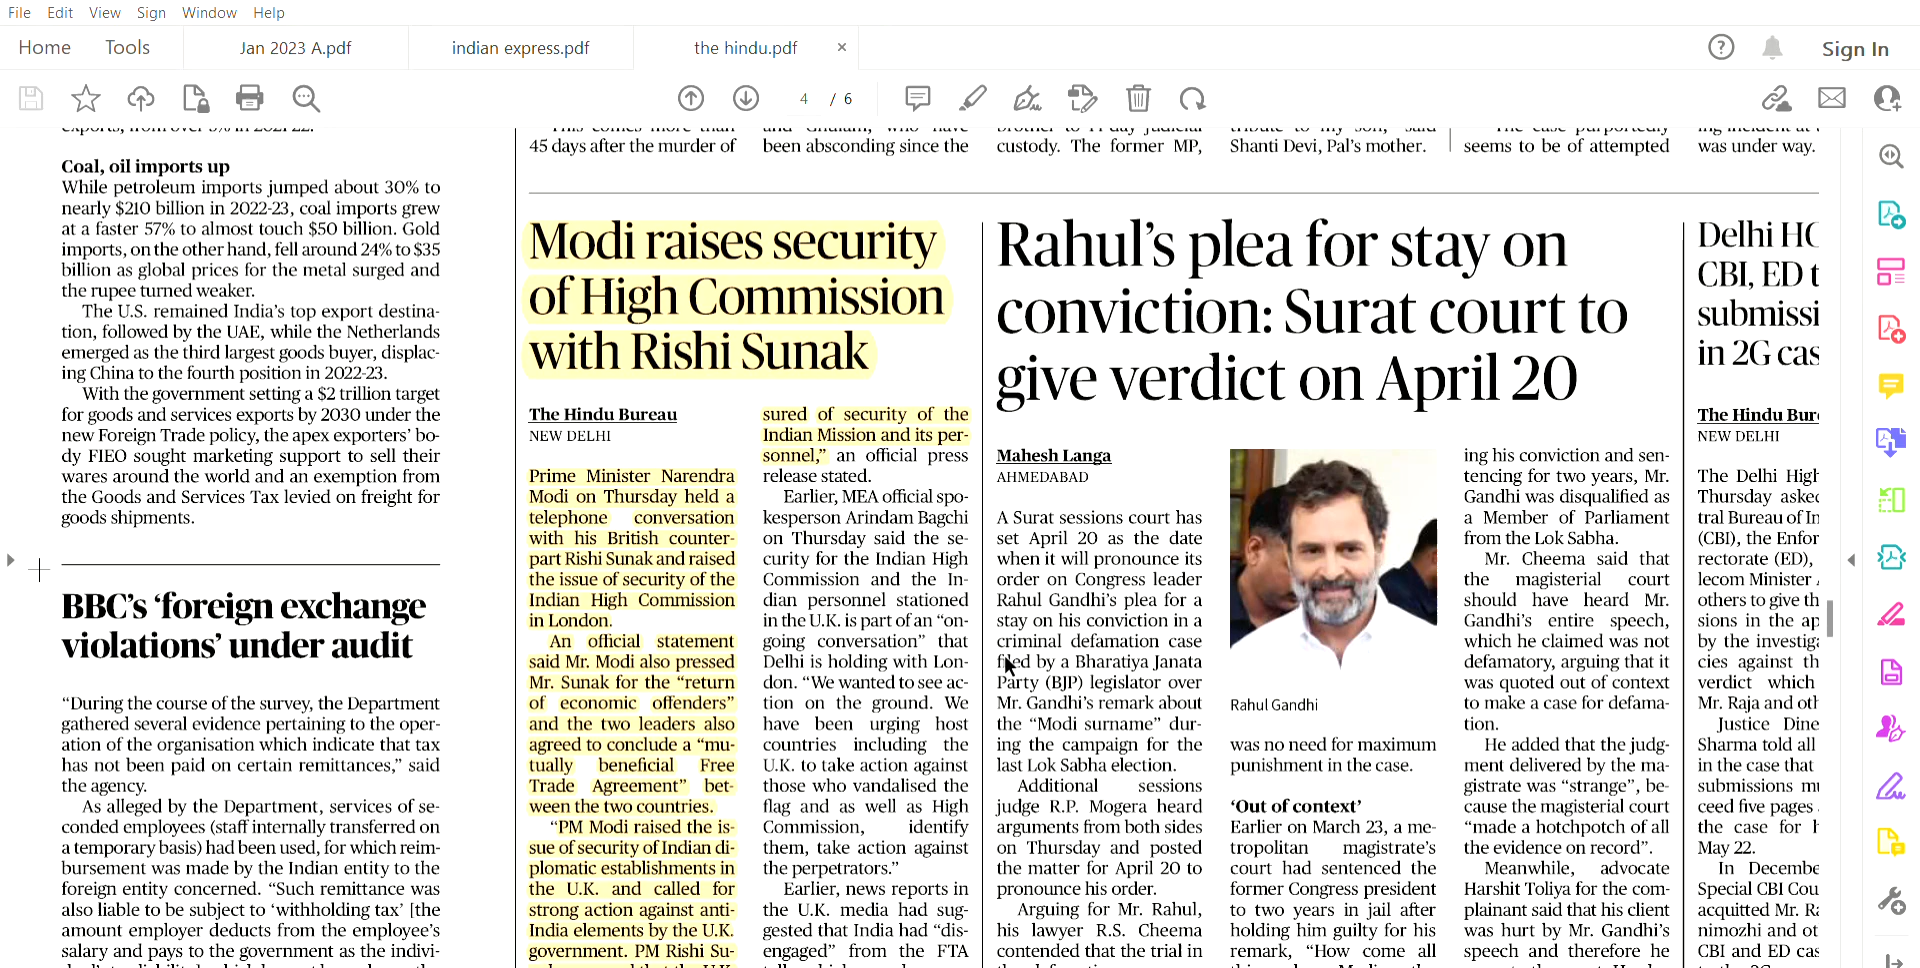 File Edit View Sign Window Help
Home Tools Jan 2023 A.pdf indian express.pdf the hindu.pdf × ? Sign In
4 / 6
exports, from over 5% in 2021-22.
Coal, oil imports up
While petroleum imports jumped about 30% to
nearly $210 billion in 2022-23, coal imports grew
at a faster 57% to almost touch $50 billion. Gold
imports, on the other hand, fell around 24% to $35
billion as global prices for the metal surged and
the rupee turned weaker.
The U.S. remained India's top export destina-
tion, followed by the UAE, while the Netherlands
emerged as the third largest goods buyer, displac-
ing China to the fourth position in 2022-23.
With the government setting a $2 trillion target
for goods and services exports by 2030 under the
new Foreign Trade policy, the apex exporters' bo-
dy FIEO sought marketing support to sell their
wares around the world and an exemption from
the Goods and Services Tax levied on freight for
goods shipments.
BBC's 'foreign exchange
violations' under audit
"During the course of the survey, the Department
gathered several evidence pertaining to the oper-
ation of the organisation which indicate that tax
has not been paid on certain remittances," said
the agency.
As alleged by the Department, services of se-
conded employees (staff internally transferred on
a temporary basis) had been used, for which reim-
bursement was made by the Indian entity to the
foreign entity concerned. "Such remittance was
also liable to be subject to 'withholding tax' [the
amount employer deducts from the employee's
salary and pays to the government as the indivi-
This comes more than
45 days after the murder of
and Ghulam, who have
been absconding since the
brother to 14-day judicial
custody. The former MP,
tribute to my son," said
Shanti Devi, Pal's mother.
The case purportedly
seems to be of attempted
ing incident at
was under way.
Modi raises security
of High Commission
with Rishi Sunak
The Hindu Bureau
NEW DELHI
Prime Minister Narendra
Modi on Thursday held a
telephone conversation
with his British counter-
part Rishi Sunak and raised
the issue of security of the
Indian High Commission
in London.
An official statement
said Mr. Modi also pressed
Mr. Sunak for the "return
of economic offenders"
and the two leaders also
agreed to conclude a "mu-
tually beneficial Free
Trade Agreement" bet-
ween the two countries.
"PM Modi raised the is-
sue of security of Indian di-
plomatic establishments in
the U.K. and called for
strong action against anti-
India elements by the U.K.
government. PM Rishi Su-
sured of security of the
Indian Mission and its per-
sonnel," an official press
release stated.
Earlier, MEA official spo-
kesperson Arindam Bagchi
on Thursday said the se-
curity for the Indian High
Commission and the In-
dian personnel stationed
in the U.K. is part of an "on-
going conversation" that
Delhi is holding with Lon-
don. "We wanted to see ac-
tion on the ground. We
have been urging host
countries including the
U.K. to take action against
those who vandalised the
flag and as well as High
Commission, identify
them, take action against
the perpetrators."
Earlier, news reports in
the U.K. media had sug-
gested that India had "dis-
engaged" from the FTA
Rahul's plea for stay on
conviction: Surat court to
give verdict on April 20
Mahesh Langa
AHMEDABAD
A Surat sessions court has
set April 20 as the date
when it will pronounce its
order on Congress leader
Rahul Gandhi's plea for a
stay on his conviction in a
criminal defamation case
filed by a Bharatiya Janata
Party (BJP) legislator over
Mr. Gandhi's remark about
the "Modi surname" dur-
ing the campaign for the
last Lok Sabha election.
Additional sessions
judge R.P. Mogera heard
arguments from both sides
on Thursday and posted
the matter for April 20 to
pronounce his order.
Arguing for Mr. Rahul,
his lawyer R.S. Cheema
contended that the trial in
Rahul Gandhi
was no need for maximum
punishment in the case.
'Out of context'
Earlier on March 23, a me-
tropolitan magistrate's
court had sentenced the
former Congress president
to two years in jail after
holding him guilty for his
remark, "How come all
ing his conviction and sen-
tencing for two years, Mr.
Gandhi was disqualified as
a Member of Parliament
from the Lok Sabha.
Mr. Cheema said that
the magisterial court
should have heard Mr.
Gandhi's entire speech,
which he claimed was not
defamatory, arguing that it
was quoted out of context
to make a case for defama-
tion.
He added that the judg-
ment delivered by the ma-
gistrate was "strange", be-
cause the magisterial court
"made a hotchpotch of all
the evidence on record".
Meanwhile, advocate
Harshit Toliya for the com-
plainant said that his client
was hurt by Mr. Gandhi's
speech and therefore he
Delhi HC
CBI, ED t
submissi
in 2G cas
The Hindu Bur
NEW DELHI
The Delhi High
Thursday asked
tral Bureau of In
(CBI), the Enfor
rectorate (ED),
lecom Minister
others to give th
sions in the ap
by the investiga
cies against th
verdict which
Mr. Raja and oth
Justice Dine
Sharma told all
in the case that
submissions mu
ceed five pages
the case for h
May 22.
In Decembe
Special CBI Cou
acquitted Mr. Ra
nimozhi and ot
CBI and ED cas